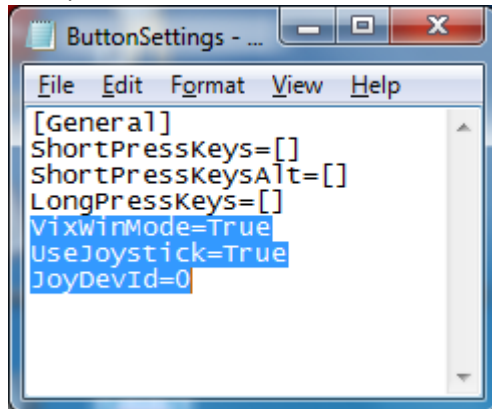 ButtonSettings - ...
File Edit Format View Help
[General]
ShortPressKeys=[]
ShortPressKeysAlt=[]
LongPressKeys=[]
VixWinMode=True
UseJoystick=True
JoyDevId=0